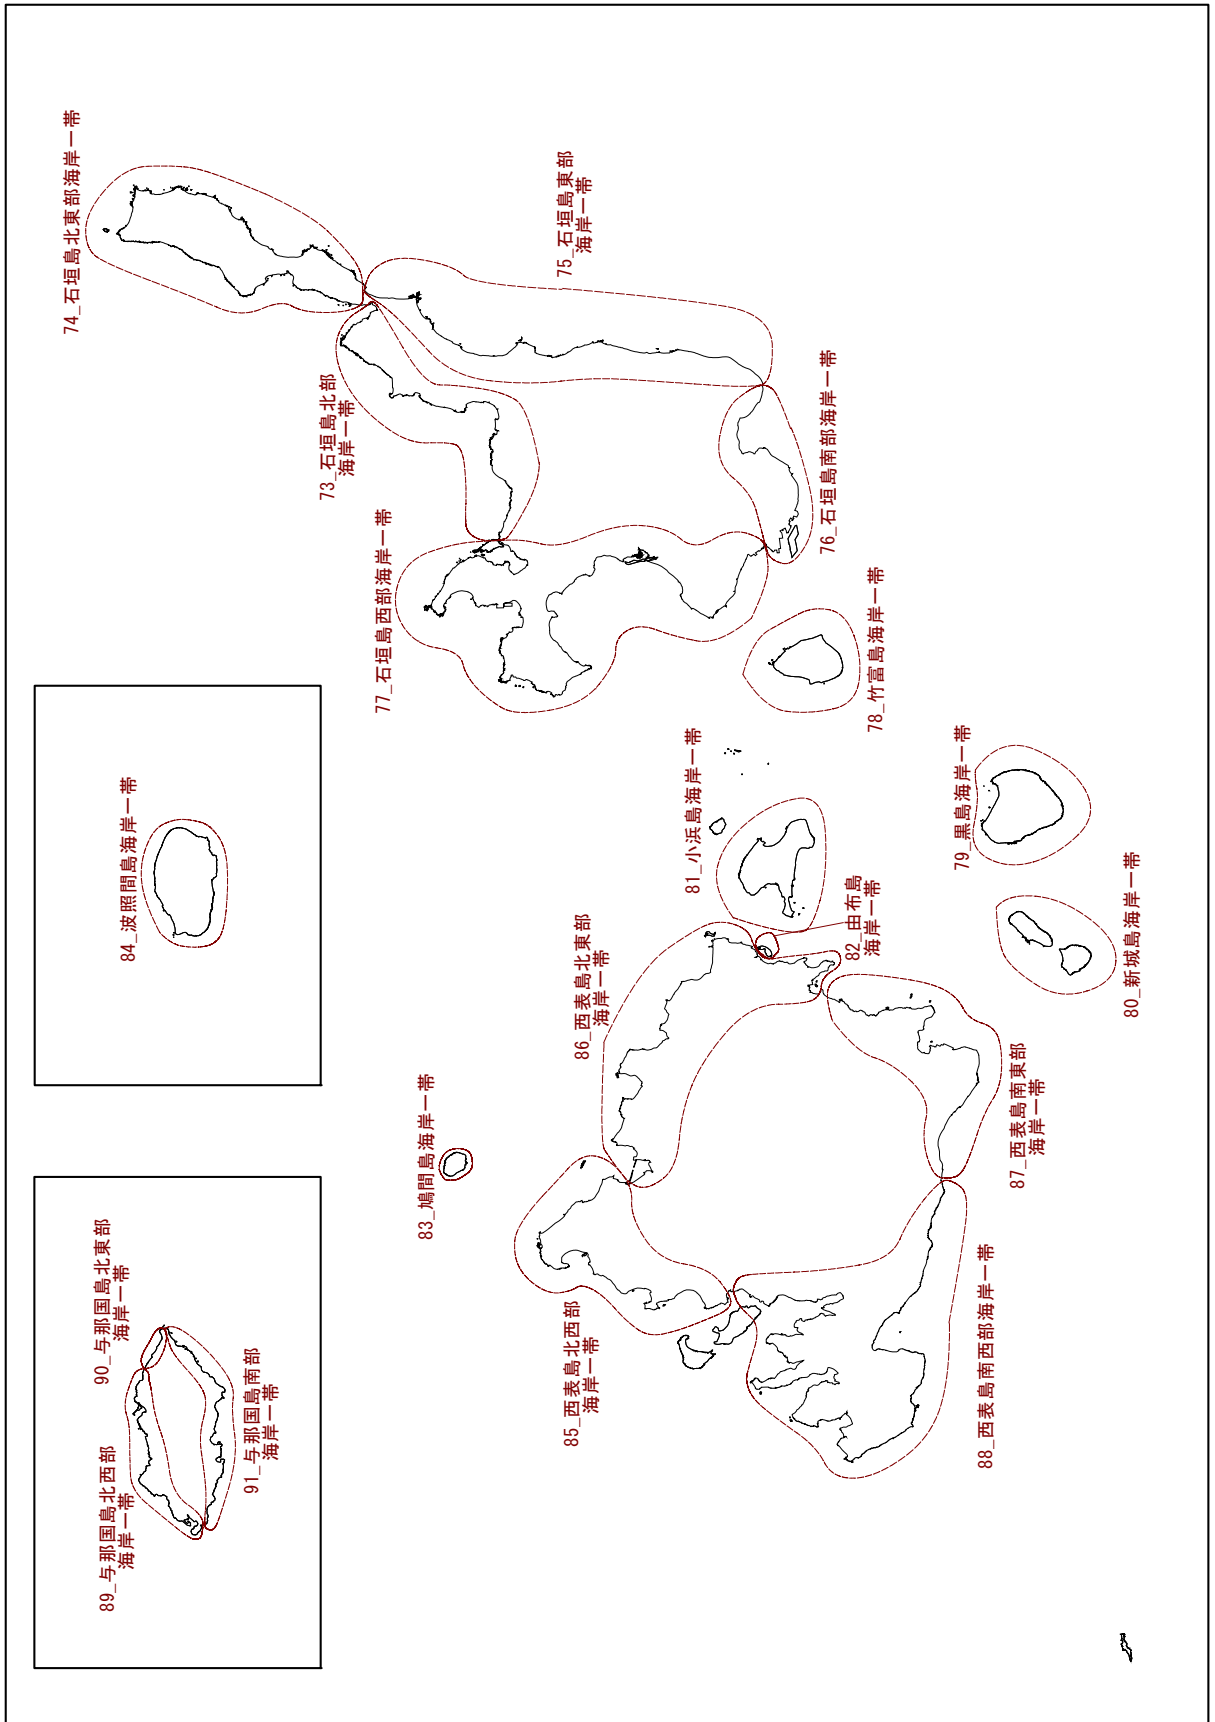 73_石垣島北部
海岸一帯
74_石垣島北東部海岸一帯
75_石垣島東部
海岸一帯
76_石垣島南部海岸一帯
77_石垣島西部海岸一帯
78_竹富島海岸一帯
79_黒島海岸一帯
80_新城島海岸一帯
81_小浜島海岸一帯
82_由布島
海岸一帯
83_鳩間島海岸一帯
84_波照間島海岸一帯
85_西表島北西部
海岸一帯
86_西表島北東部
海岸一帯
87_西表島南東部
海岸一帯
88_西表島南西部海岸一帯
89_与那国島北西部
海岸一帯
90_与那国島北東部
海岸一帯
91_与那国島南部
海岸一帯